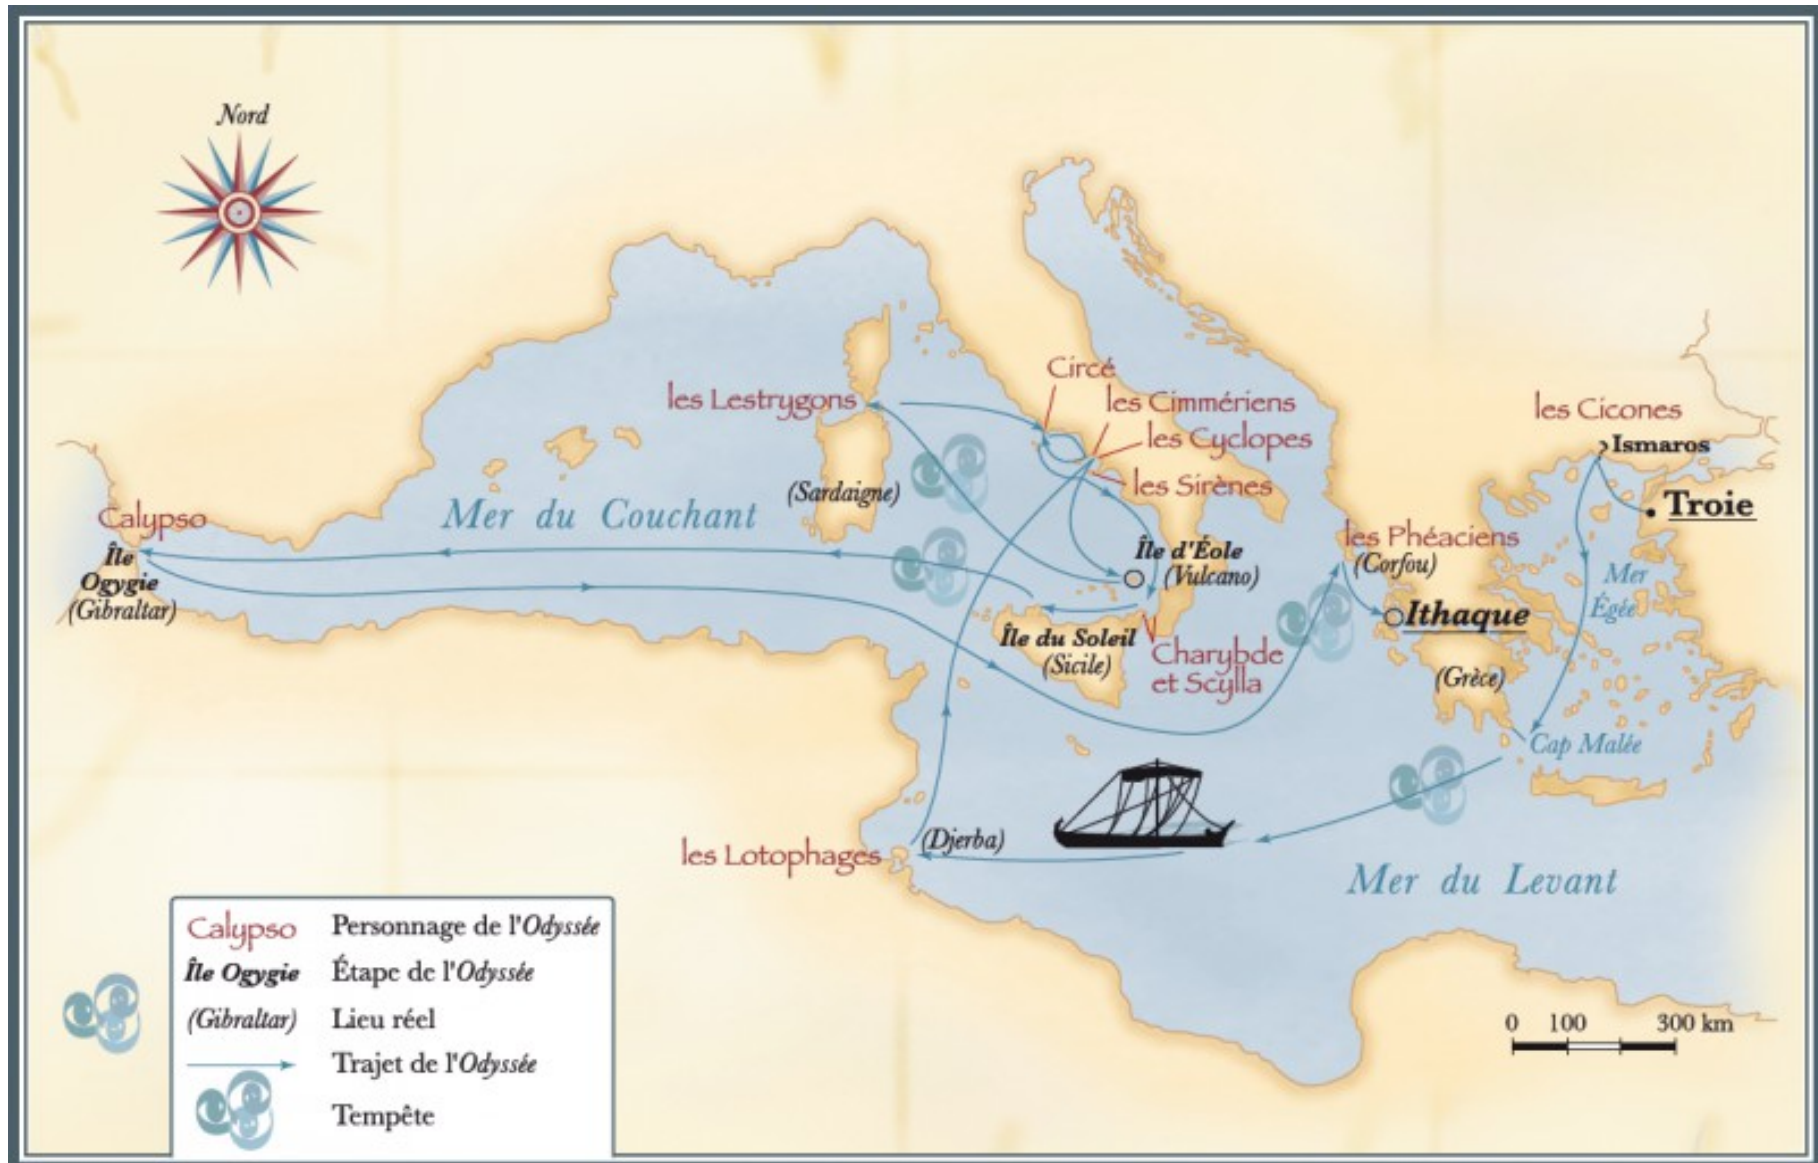 Nord
Circé
les Lestrygons
les Cimmériens
les Cicones
les Cyclopes
Ismaros
(Sardaigne)
les Sirènes
Troie
Mer du Couchant
Calypso
les Phéaciens
Île
Ogygie
(Gibraltar)
Île d'Éole
(Vulcano)
(Corfou)
Mer
Égée
Ithaque
Île du Soleil
(Sicile)
Charybde
et Scylla
(Grèce)
Cap Malée
(Djerba)
les Lotophages
Mer du Levant
Calypso Personnage de l'Odyssée
Île Ogygie Étape de l'Odyssée
(Gibraltar) Lieu réel
Trajet de l'Odyssée
Tempête
0 100 300 km